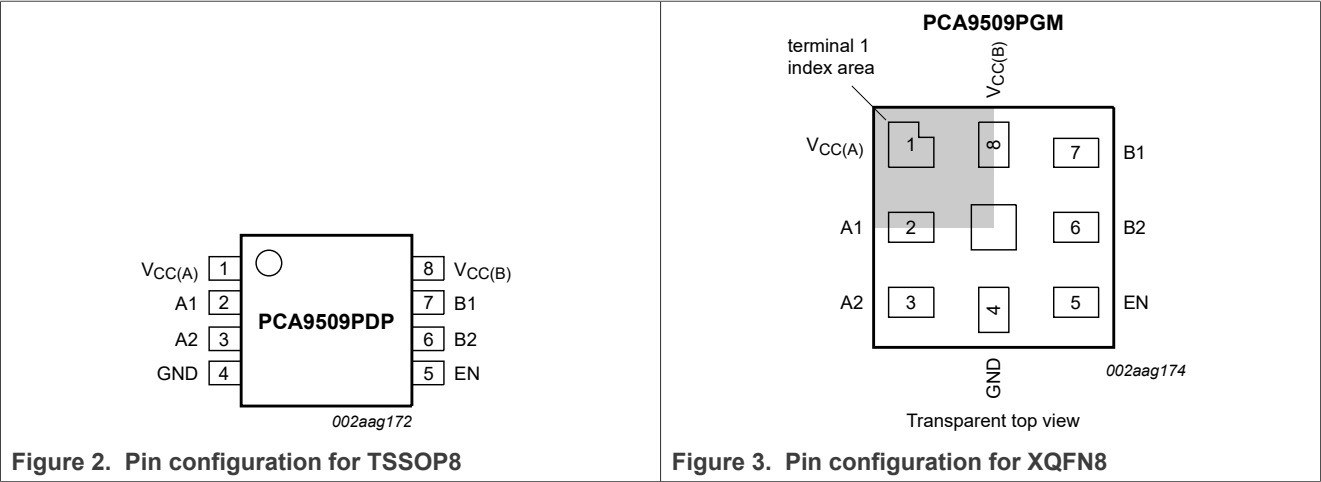 VCC(A) 1
A1 2
A2 3
GND 4
PCA9509PDP
8 VCC(B)
7 B1
6 B2
5 EN
002aag172
Figure 2. Pin configuration for TSSOP8
PCA9509PGM
terminal 1
index area
VCC(B)
VCC(A) 1 8 7 B1
A1 2 6 B2
A2 3 4 5 EN
GND
002aag174
Transparent top view
Figure 3. Pin configuration for XQFN8